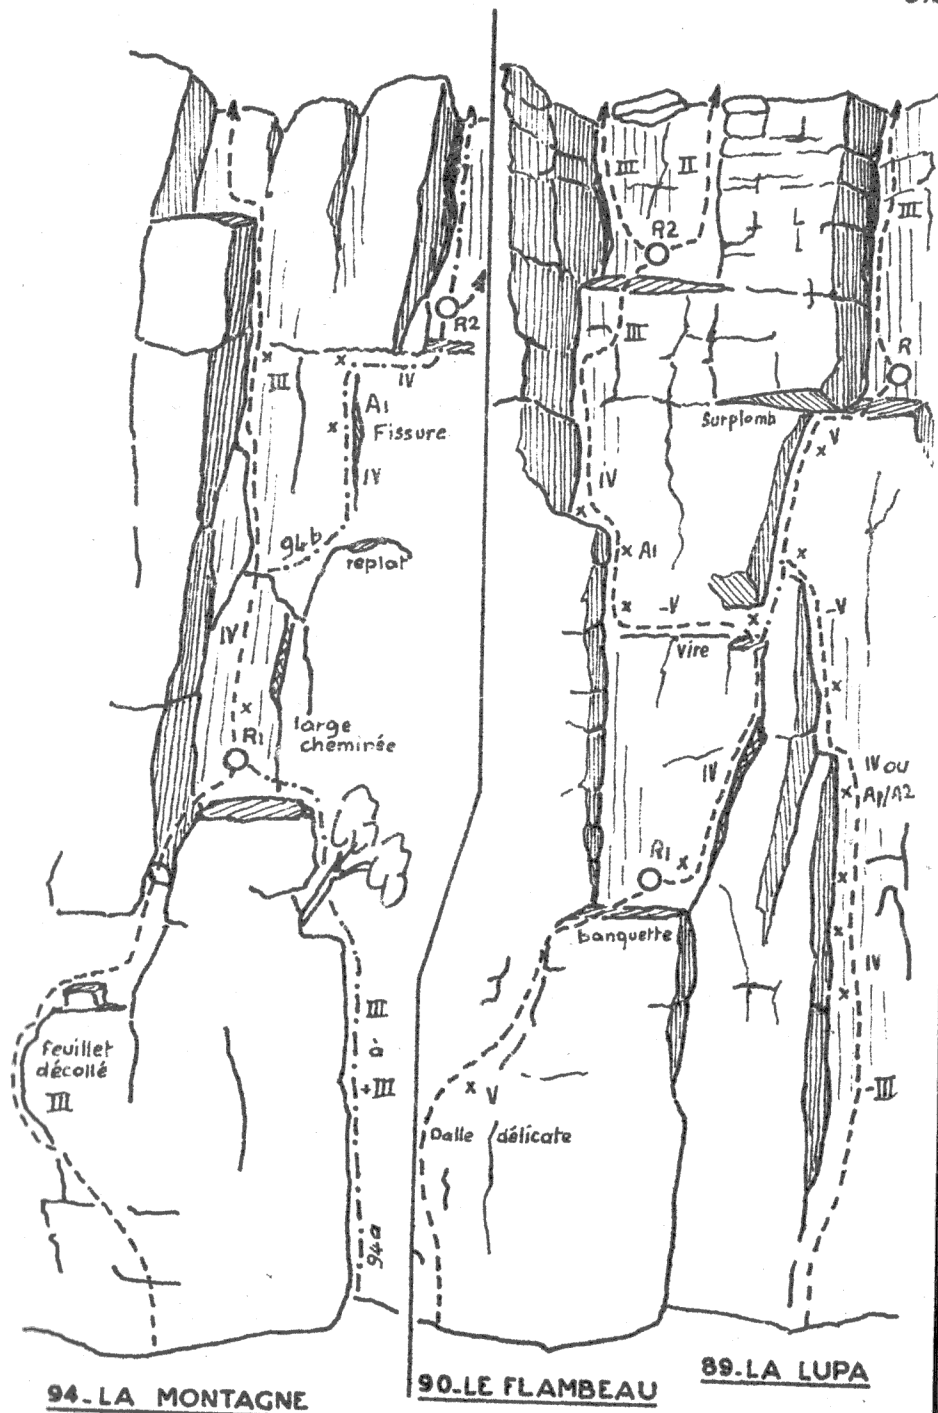 III
II
R2
III
III
R2
III
R
IV
III
A1
Fissure
Surplomb
V
IV
IV
94b
A1
replat
-V
-V
IV
Vire
R1
large
cheminée
IV
IV ou
A1/A2
R1
banquette
IV
III
à
+III
feuillet
décollé
III
V
-III
Dalle délicate
94a
94-LA MONTAGNE
90-LE FLAMBEAU
89-LA LUPA